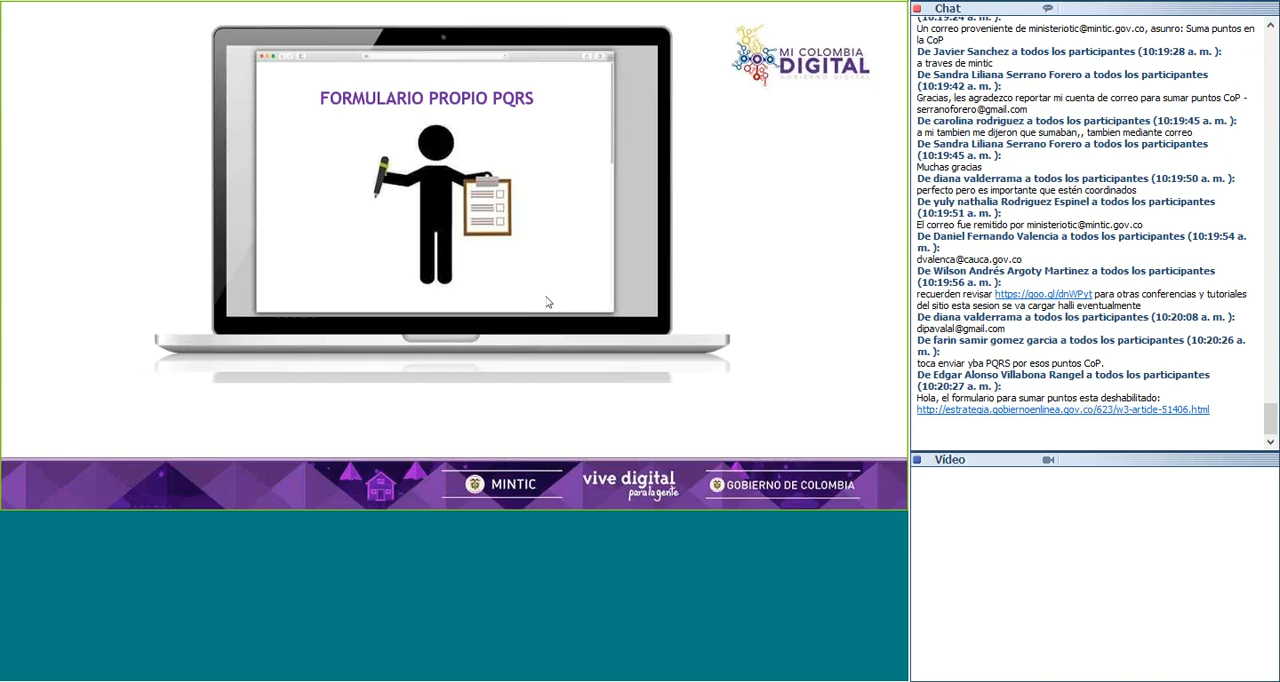 FORMULARIO PROPIO PQRS
MI COLOMBIA
DIGITAL
GOBIERNO DIGITAL
MINTIC
vive digital
para la gente
GOBIERNO DE COLOMBIA
Chat
(10:19:24 a. m. ):
Un correo proveniente de ministeriotic@mintic.gov.co, asunro: Suma puntos en
la CoP
De Javier Sanchez a todos los participantes (10:19:28 a. m. ):
a traves de mintic
De Sandra Liliana Serrano Forero a todos los participantes
(10:19:42 a. m. ):
Gracias, les agradezco reportar mi cuenta de correo para sumar puntos CoP -
serranoforero@gmail.com
De carolina rodriguez a todos los participantes (10:19:45 a. m. ):
a mi tambien me dijeron que sumaban,, tambien mediante correo
De Sandra Liliana Serrano Forero a todos los participantes
(10:19:45 a. m. ):
Muchas gracias
De diana valderrama a todos los participantes (10:19:50 a. m. ):
perfecto pero es importante que estén coordinados
De yuly nathalia Rodriguez Espinel a todos los participantes
(10:19:51 a. m. ):
El correo fue remitido por ministeriotic@mintic.gov.co
De Daniel Fernando Valencia a todos los participantes (10:19:54 a.
m. ):
dvalenca@cauca.gov.co
De Wilson Andrés Argoty Martinez a todos los participantes
(10:19:56 a. m. ):
recuerden revisar https://goo.gl/dnWPyt para otras conferencias y tutoriales
del sitio esta sesion se va cargar halli eventualmente
De diana valderrama a todos los participantes (10:20:08 a. m. ):
dipavalal@gmail.com
De farin samir gomez garcia a todos los participantes (10:20:26 a.
m. ):
toca enviar yba PQRS por esos puntos CoP.
De Edgar Alonso Villabona Rangel a todos los participantes
(10:20:27 a. m. ):
Hola, el formulario para sumar puntos esta deshabilitado:
http://estrategia.gobiernoenlinea.gov.co/623/w3-article-51406.html
Vídeo